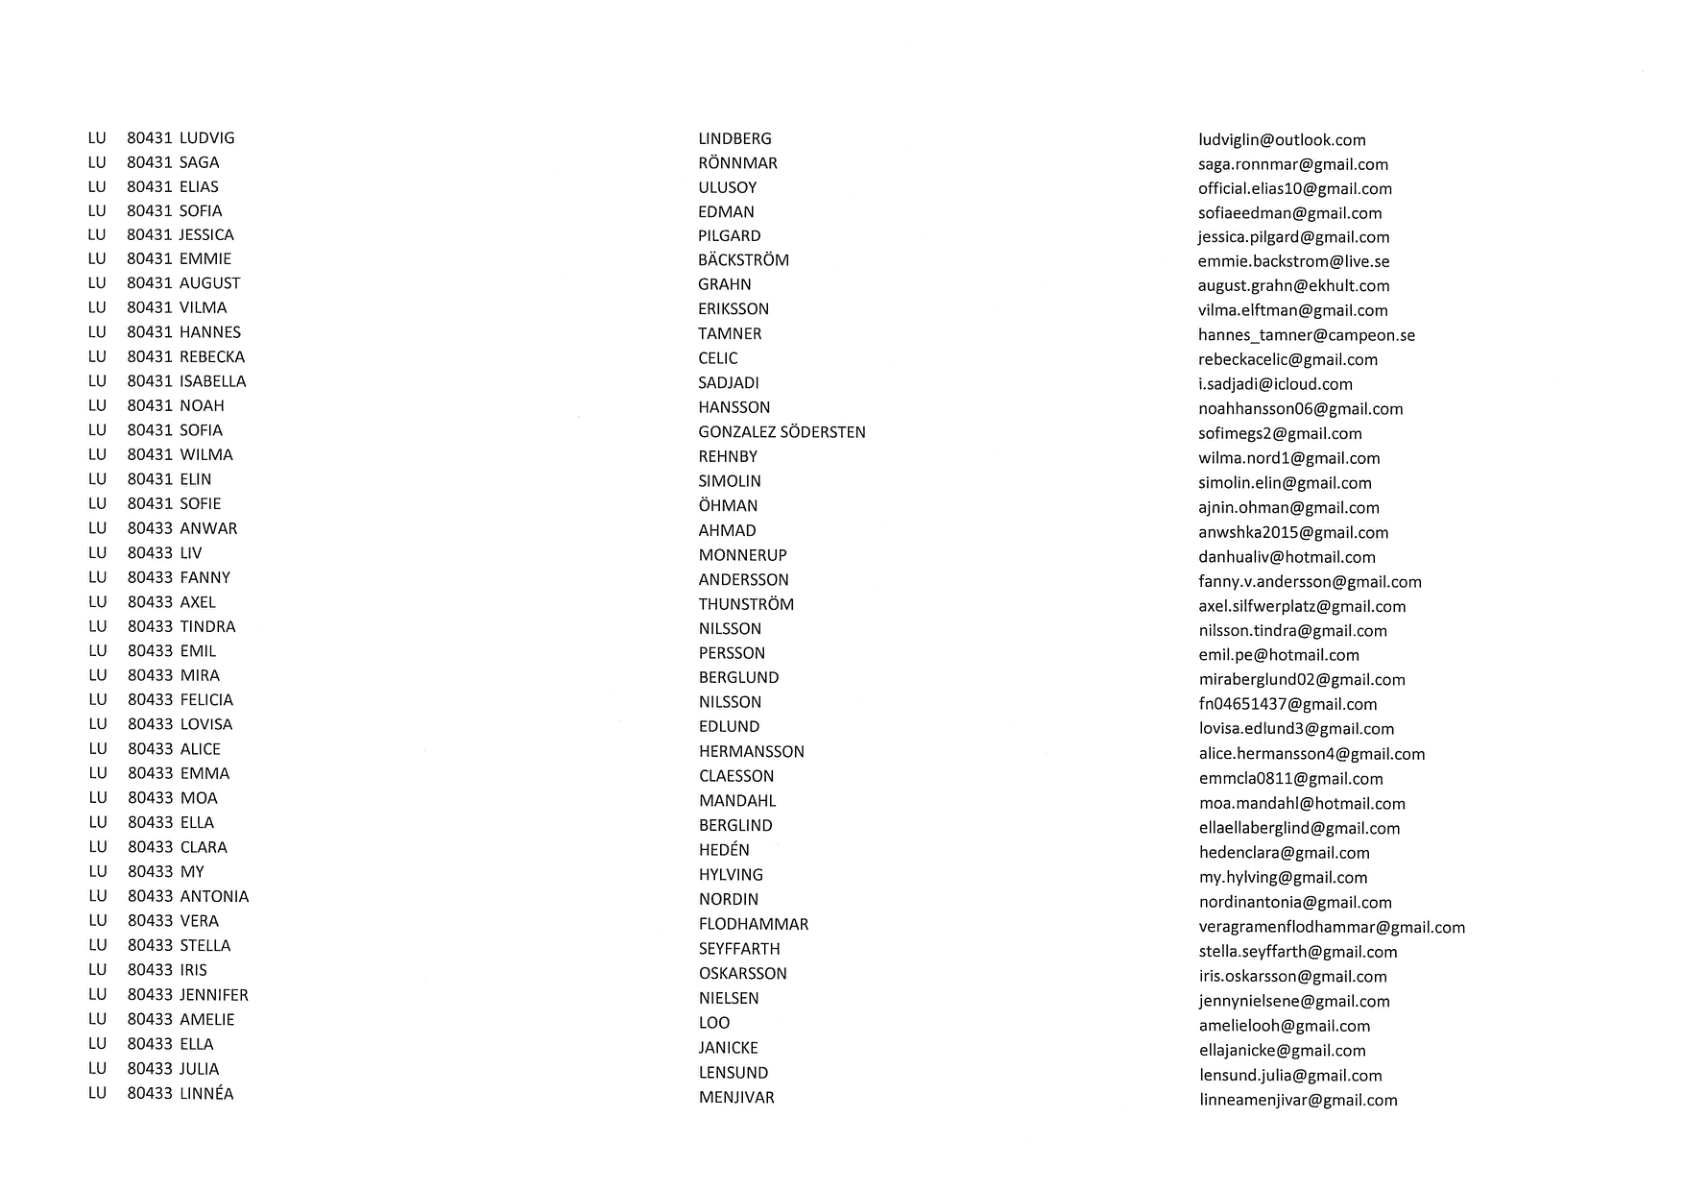 LU 80431 LUDVIG LINDBERG ludviglin@outlook.com
LU 80431 SAGA RÖNNMAR saga.ronnmar@gmail.com
LU 80431 ELIAS ULUSOY official.elias10@gmail.com
LU 80431 SOFIA EDMAN sofiaeedman@gmail.com
LU 80431 JESSICA PILGARD jessica.pilgard@gmail.com
LU 80431 EMMIE BÄCKSTRÖM emmie.backstrom@live.se
LU 80431 AUGUST GRAHN august.grahn@ekhult.com
LU 80431 VILMA ERIKSSON vilma.elftman@gmail.com
LU 80431 HANNES TAMNER hannes_tamner@campeon.se
LU 80431 REBECKA CELIC rebeckacelic@gmail.com
LU 80431 ISABELLA SADJADI i.sadjadi@icloud.com
LU 80431 NOAH HANSSON noahhansson06@gmail.com
LU 80431 SOFIA GONZALEZ SÖDERSTEN sofimegs2@gmail.com
LU 80431 WILMA REHNBY wilma.nord1@gmail.com
LU 80431 ELIN SIMOLIN simolin.elin@gmail.com
LU 80431 SOFIE ÖHMAN ajnin.ohman@gmail.com
LU 80433 ANWAR AHMAD anwshka2015@gmail.com
LU 80433 LIV MONNERUP danhualiv@hotmail.com
LU 80433 FANNY ANDERSSON fanny.v.andersson@gmail.com
LU 80433 AXEL THUNSTRÖM axel.silfwerplatz@gmail.com
LU 80433 TINDRA NILSSON nilsson.tindra@gmail.com
LU 80433 EMIL PERSSON emil.pe@hotmail.com
LU 80433 MIRA BERGLUND miraberglund02@gmail.com
LU 80433 FELICIA NILSSON fn04651437@gmail.com
LU 80433 LOVISA EDLUND lovisa.edlund3@gmail.com
LU 80433 ALICE HERMANSSON alice.hermansson4@gmail.com
LU 80433 EMMA CLAESSON emmcla0811@gmail.com
LU 80433 MOA MANDAHL moa.mandahl@hotmail.com
LU 80433 ELLA BERGLIND ellaellaberglind@gmail.com
LU 80433 CLARA HEDÉN hedenclara@gmail.com
LU 80433 MY HYLVING my.hylving@gmail.com
LU 80433 ANTONIA NORDIN nordinantonia@gmail.com
LU 80433 VERA FLODHAMMAR veragramenflodhammar@gmail.com
LU 80433 STELLA SEYFFARTH stella.seyffarth@gmail.com
LU 80433 IRIS OSKARSSON iris.oskarsson@gmail.com
LU 80433 JENNIFER NIELSEN jennynielsene@gmail.com
LU 80433 AMELIE LOO amelielooh@gmail.com
LU 80433 ELLA JANICKE ellajanicke@gmail.com
LU 80433 JULIA LENSUND lensund.julia@gmail.com
LU 80433 LINNÉA MENJIVAR linneamenjivar@gmail.com